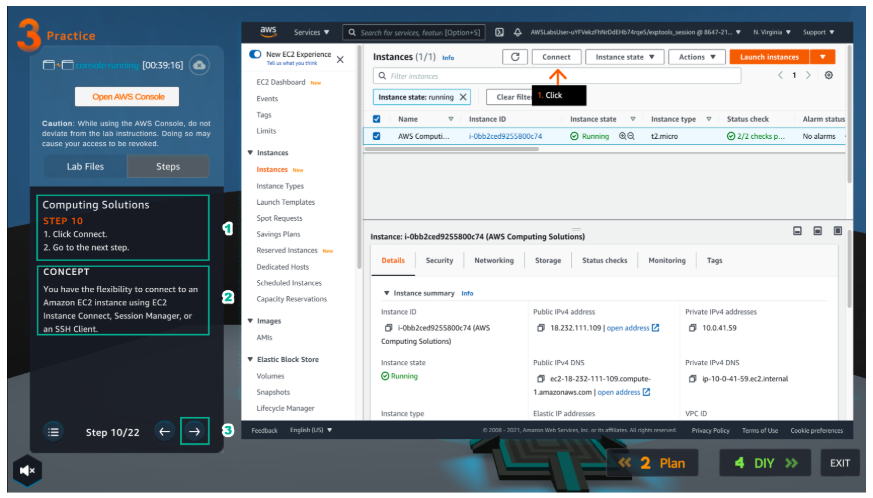 3 Practice
console-running [00:39:16]
Open AWS Console
Caution: While using the AWS Console, do not
deviate from the lab instructions. Doing so may
cause your access to be revoked.
Lab Files
Steps
Computing Solutions
STEP 10
1. Click Connect.
2. Go to the next step.
1
CONCEPT
You have the flexibility to connect to an
Amazon EC2 instance using EC2
Instance Connect, Session Manager, or
an SSH Client.
2
Step 10/22
3
aws
Services ▼
Search for services, featur [Option+S]
N. Virginia ▼
Support ▼
New EC2 Experience
Tell us what you think
X
EC2 Dashboard New
Events
Tags
Limits
▼ Instances
Instances New
Instance Types
Launch Templates
Spot Requests
Savings Plans
Reserved Instances New
Dedicated Hosts
Scheduled Instances
Capacity Reservations
▼ Images
AMIs
▼ Elastic Block Store
Volumes
Snapshots
Lifecycle Manager
Instances (1/1) Info
Connect
Instance state ▼
Actions ▼
Launch instances ▼
Filter instances
< 1 >
Instance state: running X
Clear filte
1. Click
Name
Instance ID
Instance state
Instance type
Status check
Alarm status
AWS Computi...
i-0bb2ced9255800c74
Running
t2.micro
2/2 checks p...
No alarms
Instance: i-0bb2ced9255800c74 (AWS Computing Solutions)
Details
Security
Networking
Storage
Status checks
Monitoring
Tags
▼ Instance summary Info
Instance ID
i-0bb2ced9255800c74 (AWS
Computing Solutions)
Public IPv4 address
18.232.111.109 | open address
Private IPv4 addresses
10.0.41.59
Instance state
Running
Public IPv4 DNS
ec2-18-232-111-109.compute-
1.amazonaws.com | open address
Private IPv4 DNS
ip-10-0-41-59.ec2.internal
Instance type
Elastic IP addresses
VPC ID
Feedback
English (US) ▼
© 2008 - 2021, Amazon Web Services, Inc. or its affiliates. All rights reserved.
Privacy Policy
Terms of Use
Cookie preferences
« 2 Plan
4 DIY »
EXIT